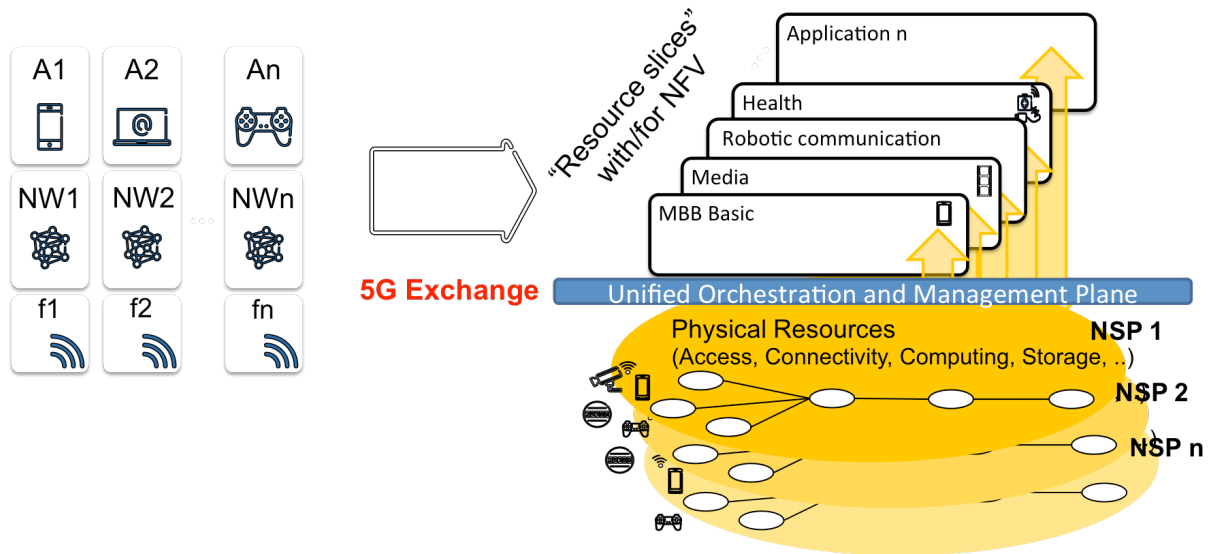 A1
A2
An
NW1
NW2
NWn
f1
f2
fn
“Resource slices”
with/for NFV
Application n
Health
Robotic communication
Media
MBB Basic
5G Exchange
Unified Orchestration and Management Plane
Physical Resources
(Access, Connectivity, Computing, Storage, ..)
NSP 1
NSP 2
NSP n
@